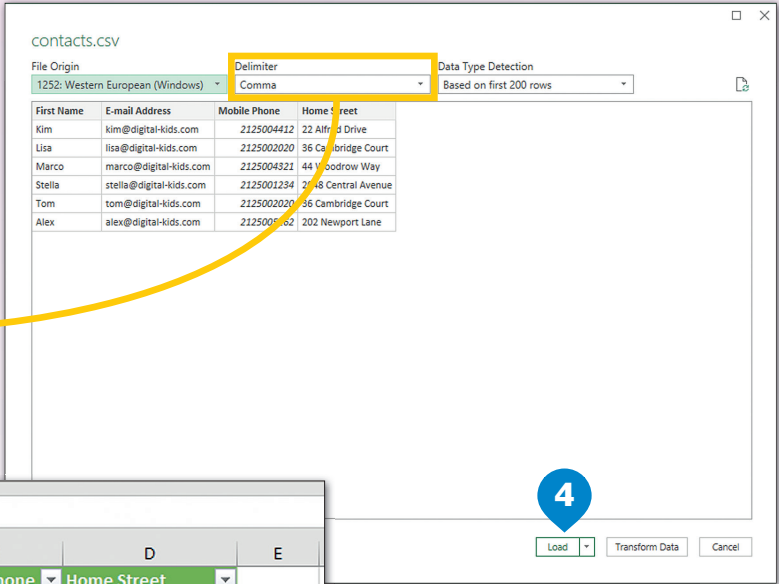 contacts.csv
File Origin Delimiter Data Type Detection
1252: Western European (Windows) Comma Based on first 200 rows
First Name E-mail Address Mobile Phone Home Street
Kim kim@digital-kids.com 2125004412 22 Alfred Drive
Lisa lisa@digital-kids.com 2125002020 36 Cambridge Court
Marco marco@digital-kids.com 2125004321 44 Woodrow Way
Stella stella@digital-kids.com 2125001234 Central Avenue
Tom tom@digital-kids.com 2125002020 36 Cambridge Court
Alex alex@digital-kids.com 202 Newport Lane
4
Load Transform Data Cancel
D E
hone Home Street